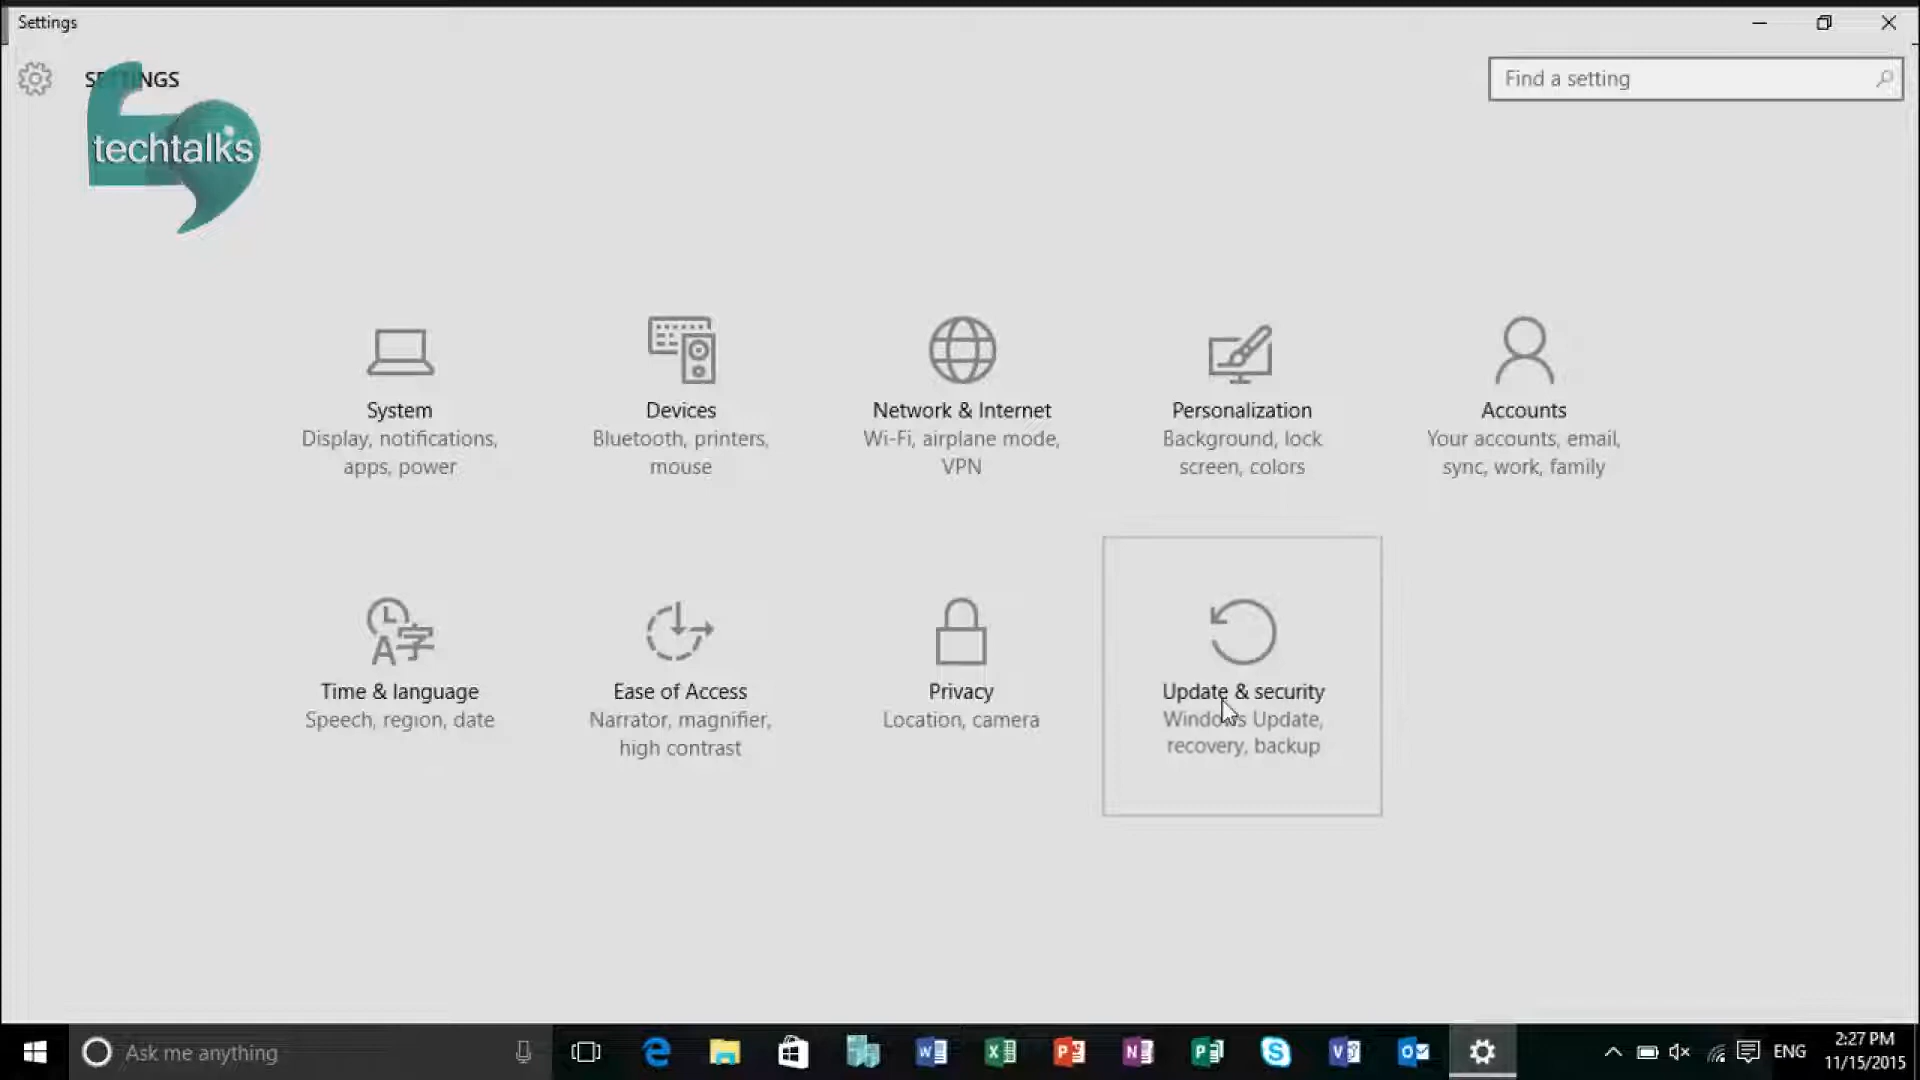 Settings
SETTINGS
Find a setting
techtalks
System
Display, notifications,
apps, power
Devices
Bluetooth, printers,
mouse
Network & Internet
Wi-Fi, airplane mode,
VPN
Personalization
Background, lock
screen, colors
Accounts
Your accounts, email,
sync, work, family
Time & language
Speech, region, date
Ease of Access
Narrator, magnifier,
high contrast
Privacy
Location, camera
Update & security
Windows Update,
recovery, backup
Ask me anything
ENG
2:27 PM
11/15/2015